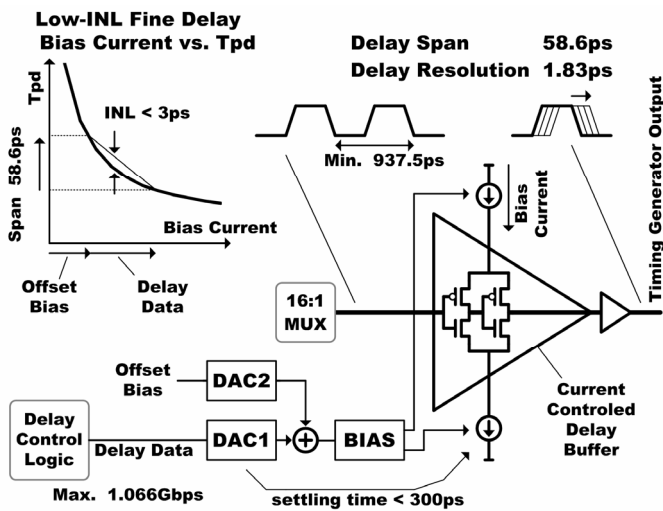 Low-INL Fine Delay
Bias Current vs. Tpd
Delay Span 58.6ps
Delay Resolution 1.83ps
Tpd
INL < 3ps
Span 58.6ps
Bias Current
Offset
Bias
Delay
Data
Min. 937.5ps
Bias
Current
Timing Generator Output
16:1
MUX
Offset
Bias
DAC2
Delay
Control
Logic
Delay Data
DAC1
BIAS
Current
Controled
Delay
Buffer
Max. 1.066Gbps
settling time < 300ps